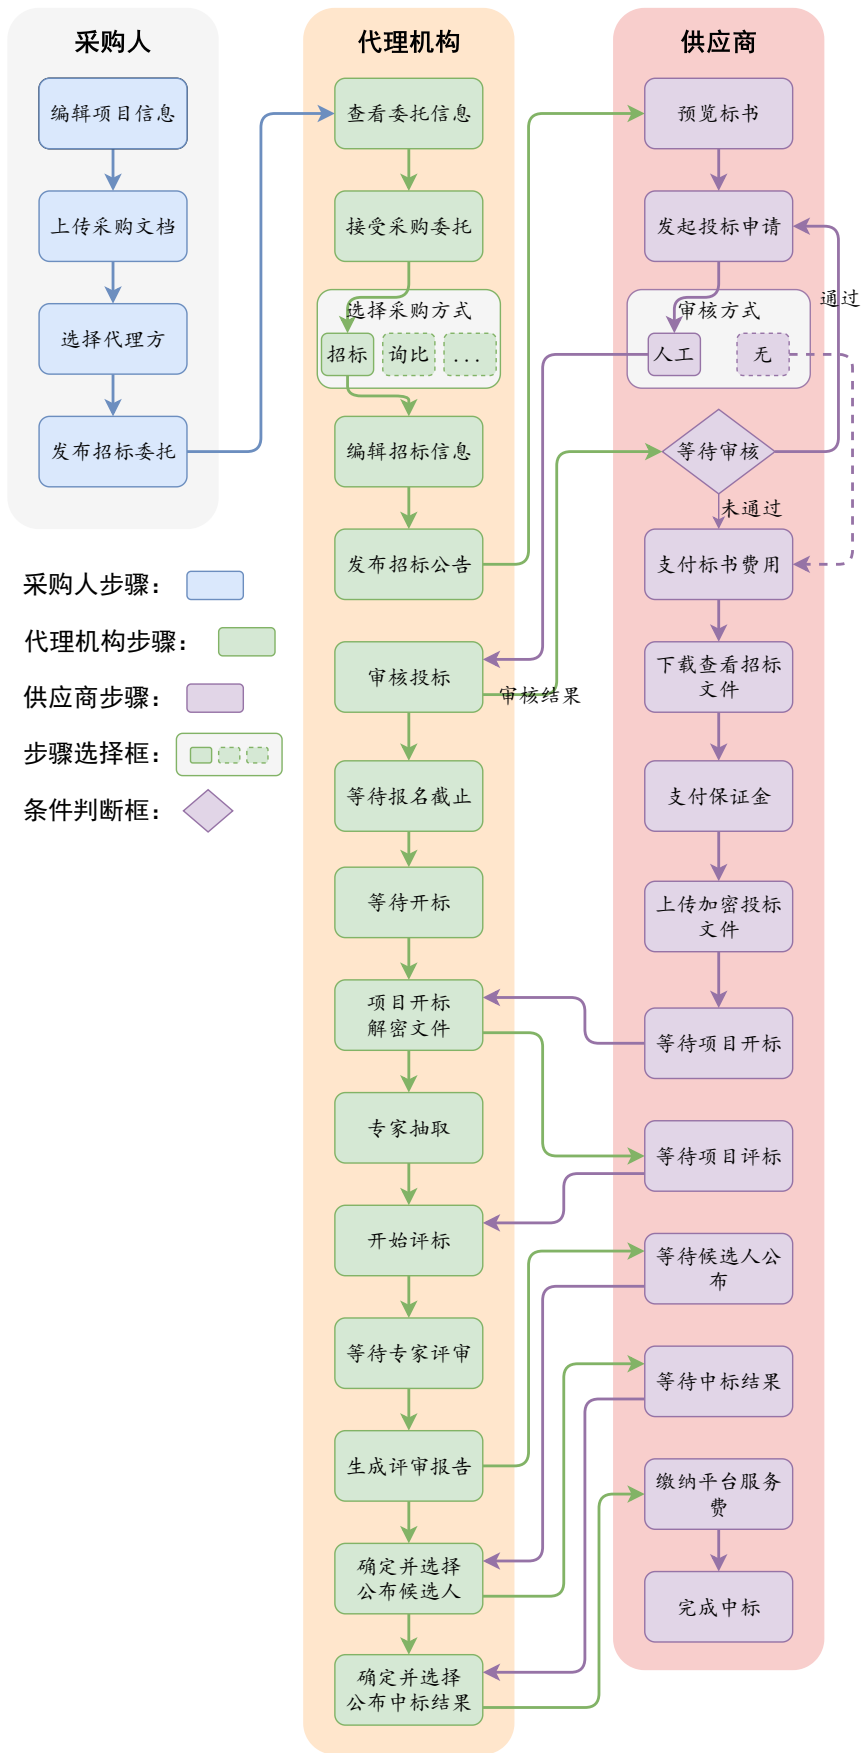 采购人
编辑项目信息
上传采购文档
选择代理方
发布招标委托
采购人步骤：
代理机构步骤：
供应商步骤：
步骤选择框：
条件判断框：
代理机构
查看委托信息
接受采购委托
选择采购方式
招标
询比
...
编辑招标信息
发布招标公告
审核投标
审核结果
等待报名截止
等待开标
项目开标
解密文件
专家抽取
开始评标
等待专家评审
生成评审报告
确定并选择
公布候选人
确定并选择
公布中标结果
供应商
预览标书
发起投标申请
通过
审核方式
人工
无
等待审核
未通过
支付标书费用
下载查看招标
文件
支付保证金
上传加密投标
文件
等待项目开标
等待项目评标
等待候选人公
布
等待中标结果
缴纳平台服务
费
完成中标